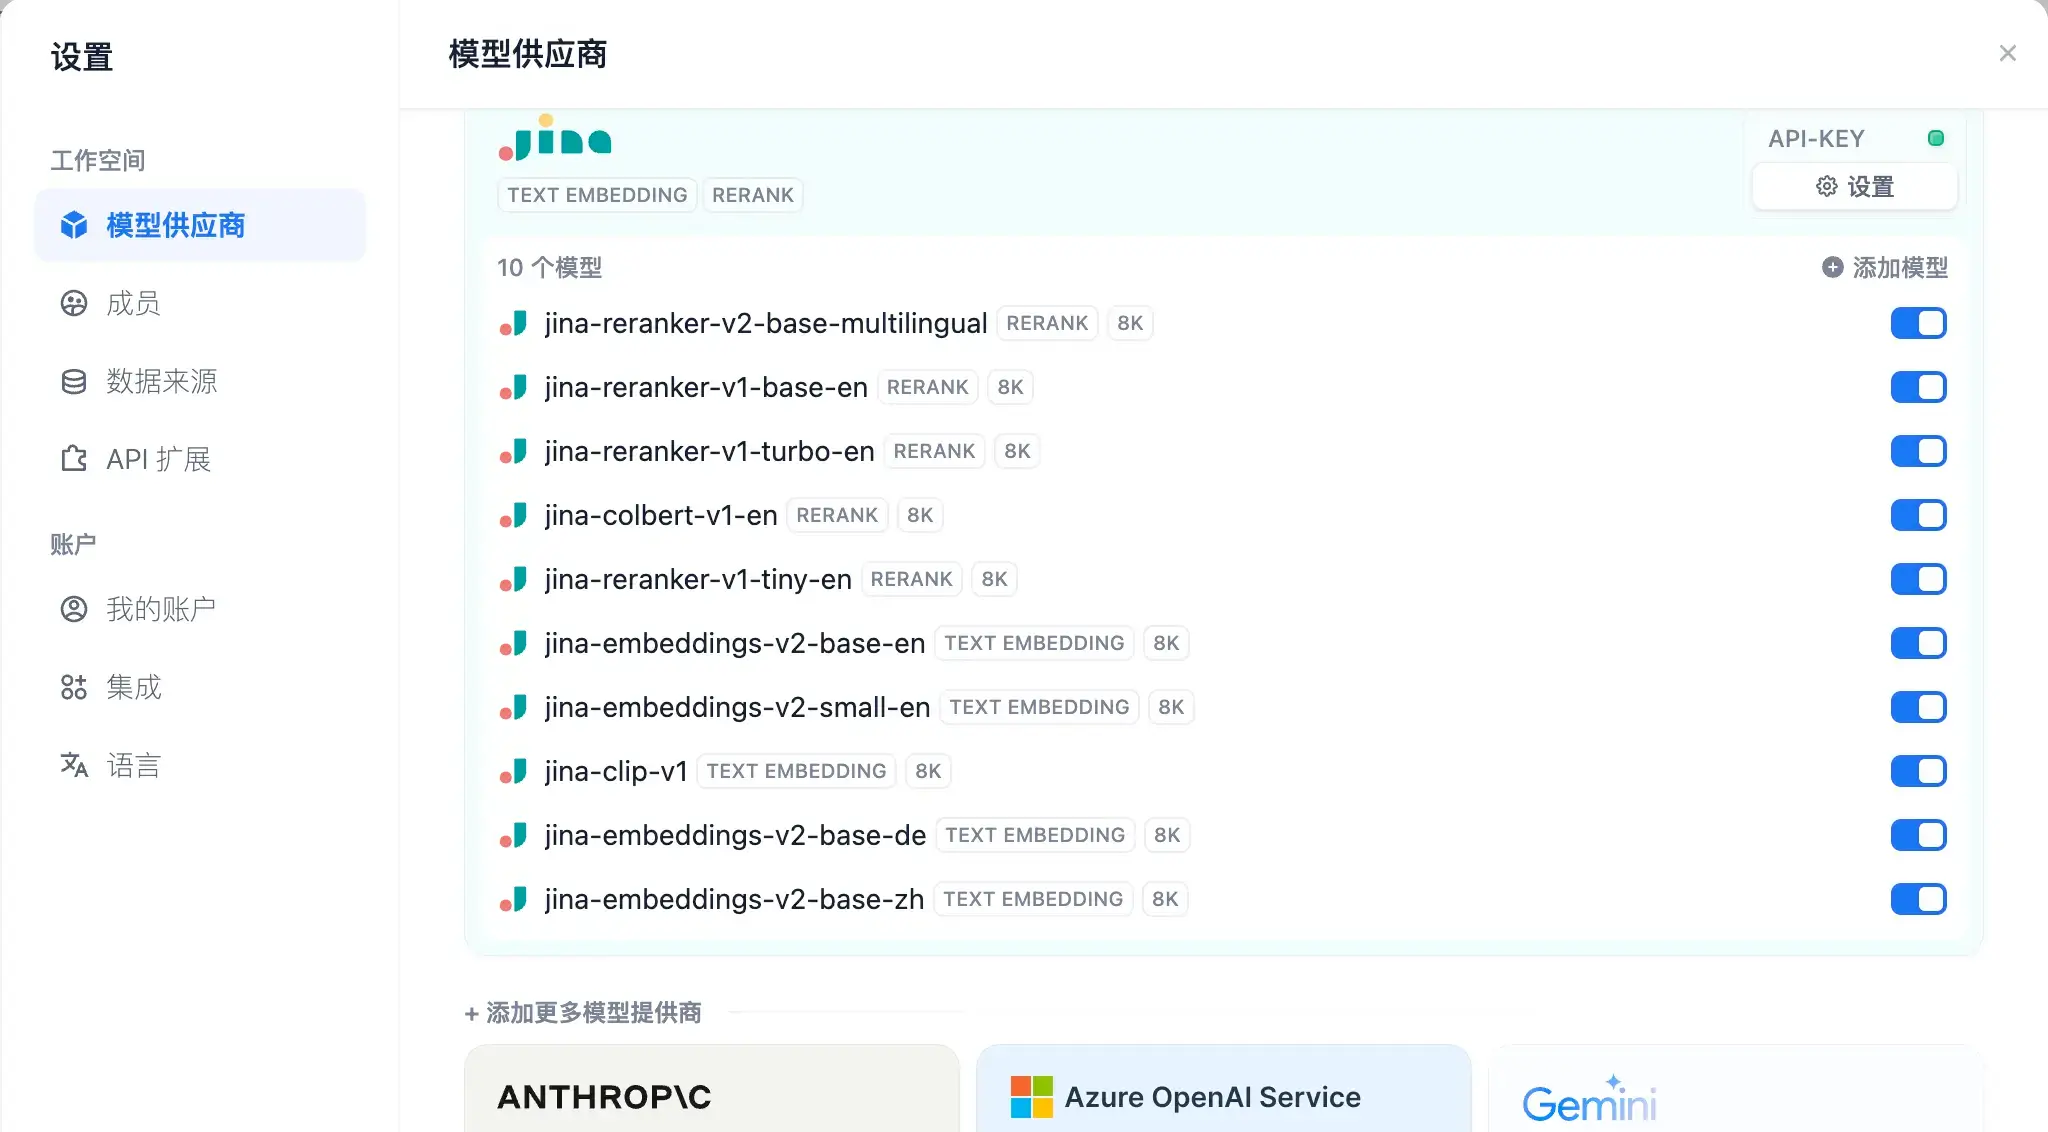 设置
工作空间
模型供应商
成员
数据来源
API 扩展
账户
我的账户
集成
语言
模型供应商
jina
TEXT EMBEDDING RERANK
API-KEY
设置
10 个模型
添加模型
jina-reranker-v2-base-multilingual RERANK 8K
jina-reranker-v1-base-en RERANK 8K
jina-reranker-v1-turbo-en RERANK 8K
jina-colbert-v1-en RERANK 8K
jina-reranker-v1-tiny-en RERANK 8K
jina-embeddings-v2-base-en TEXT EMBEDDING 8K
jina-embeddings-v2-small-en TEXT EMBEDDING 8K
jina-clip-v1 TEXT EMBEDDING 8K
jina-embeddings-v2-base-de TEXT EMBEDDING 8K
jina-embeddings-v2-base-zh TEXT EMBEDDING 8K
+ 添加更多模型提供商
ANTHROP\C
Azure OpenAI Service
Gemini